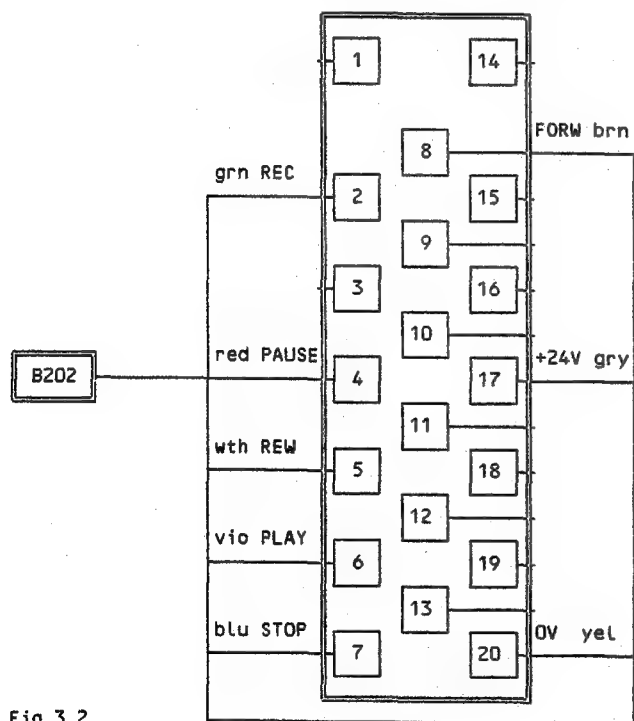 1 14
FORW brn
8
grn REC
2 15
9
3 16
10
red PAUSE +24V gry
B202 4 17
11
wth REW
5 18
12
vio PLAY
6 19
13
blu STOP 0V yel
7 20
Fig 3.2